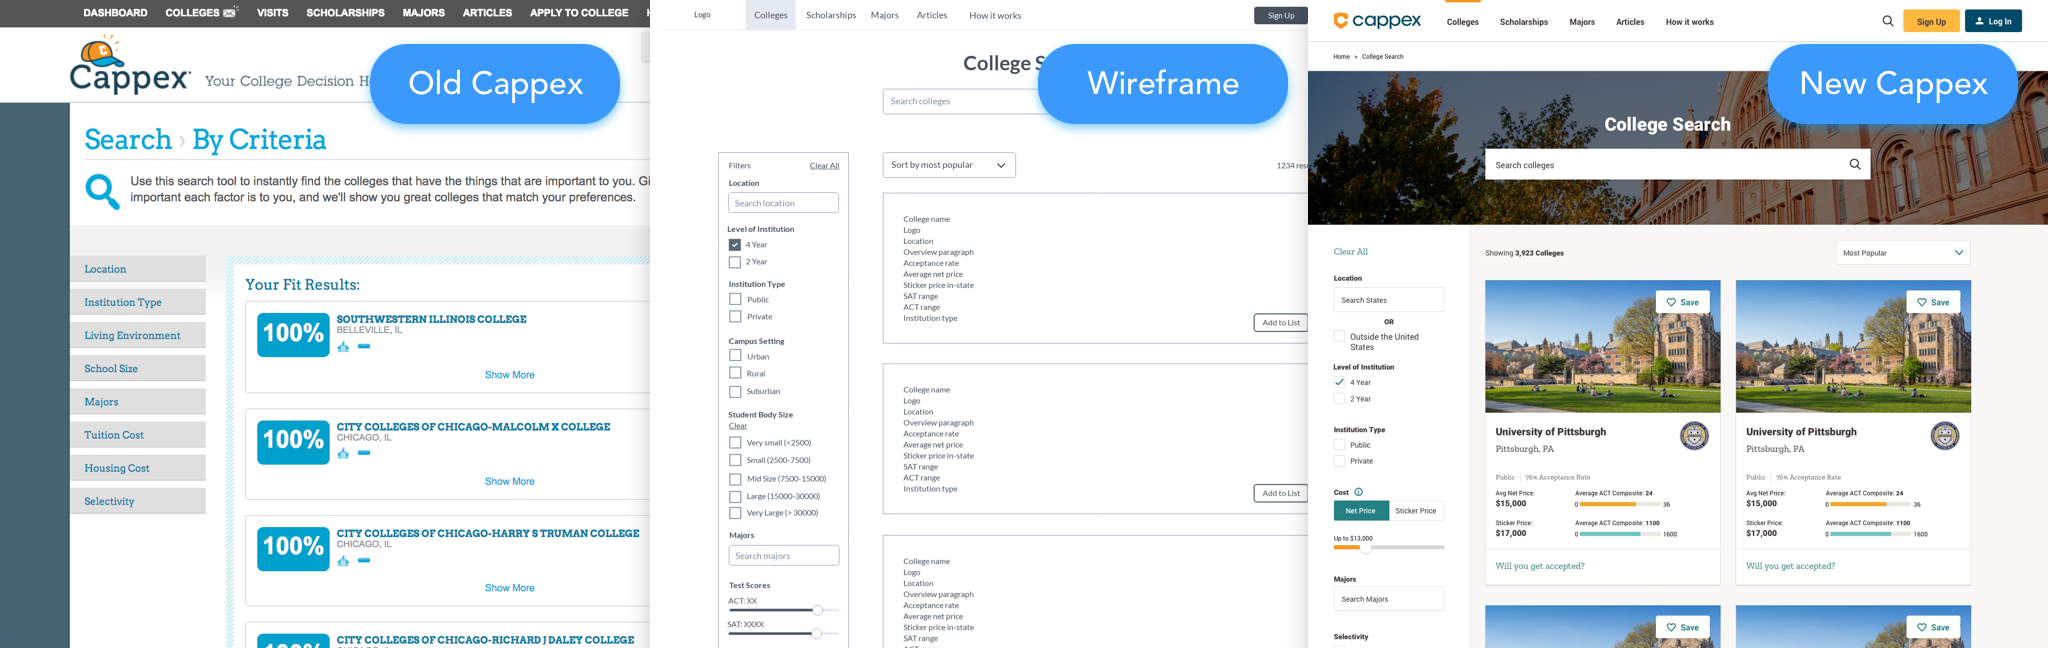 DASHBOARD COLLEGES VISITS SCHOLARSHIPS MAJORS ARTICLES APPLY TO COLLEGE
Cappex
Your College Decision
Old Cappex
Search › By Criteria
Use this search tool to instantly find the colleges that have the things that are important to you.
important each factor is to you, and we'll show you great colleges that match your preferences.
Location
Institution Type
Living Environment
School Size
Majors
Tuition Cost
Housing Cost
Selectivity
Your Fit Results:
100%
SOUTHWESTERN ILLINOIS COLLEGE
BELLEVILLE, IL
Show More
100%
CITY COLLEGES OF CHICAGO-MALCOLM X COLLEGE
CHICAGO, IL
Show More
100%
CITY COLLEGES OF CHICAGO-HARRY S TRUMAN COLLEGE
CHICAGO, IL
Show More
100%
CITY COLLEGES OF CHICAGO-RICHARD J DALEY COLLEGE
Logo Colleges Scholarships Majors Articles How it works Sign Up
College
Wireframe
Search colleges
Filters Clear All
Location
Search location
Level of Institution
4 Year
2 Year
Institution Type
Public
Private
Campus Setting
Urban
Rural
Suburban
Student Body Size
Clear
Very small (<2500)
Small (2500-7500)
Mid Size (7500-15000)
Large (15000-30000)
Very Large (> 30000)
Majors
Search majors
Test Scores
ACT: XX
SAT: XXXX
Sort by most popular
1234
College name
Logo
Location
Overview paragraph
Acceptance rate
Average net price
Sticker price in-state
SAT range
ACT range
Institution type
Add to List
College name
Logo
Location
Overview paragraph
Acceptance rate
Average net price
Sticker price in-state
SAT range
ACT range
Institution type
Add to List
College name
Logo
Location
Overview paragraph
Acceptance rate
Average net price
Sticker price in-state
SAT range
cappex Colleges Scholarships Majors Articles How it works Sign Up Log In
Home > College Search
New Cappex
College Search
Search colleges
Clear All
Location
Search States
OR
Outside the United
States
Level of Institution
4 Year
2 Year
Institution Type
Public
Private
Cost
Net Price Sticker Price
Up to $13,000
Majors
Search Majors
Selectivity
Showing 3,923 Colleges
Most Popular
Save
University of Pittsburgh
Pittsburgh, PA
Public | 76% Acceptance Rate
Avg Net Price: Average ACT Composite: 24
$15,000 0 36
Sticker Price: Average ACT Composite: 1100
$17,000 0 1600
Will you get accepted?
Save
University of Pittsburgh
Pittsburgh, PA
Public | 76% Acceptance Rate
Avg Net Price: Average ACT Composite: 24
$15,000 0 36
Sticker Price: Average ACT Composite: 1100
$17,000 0 1600
Will you get accepted?
Save
Save